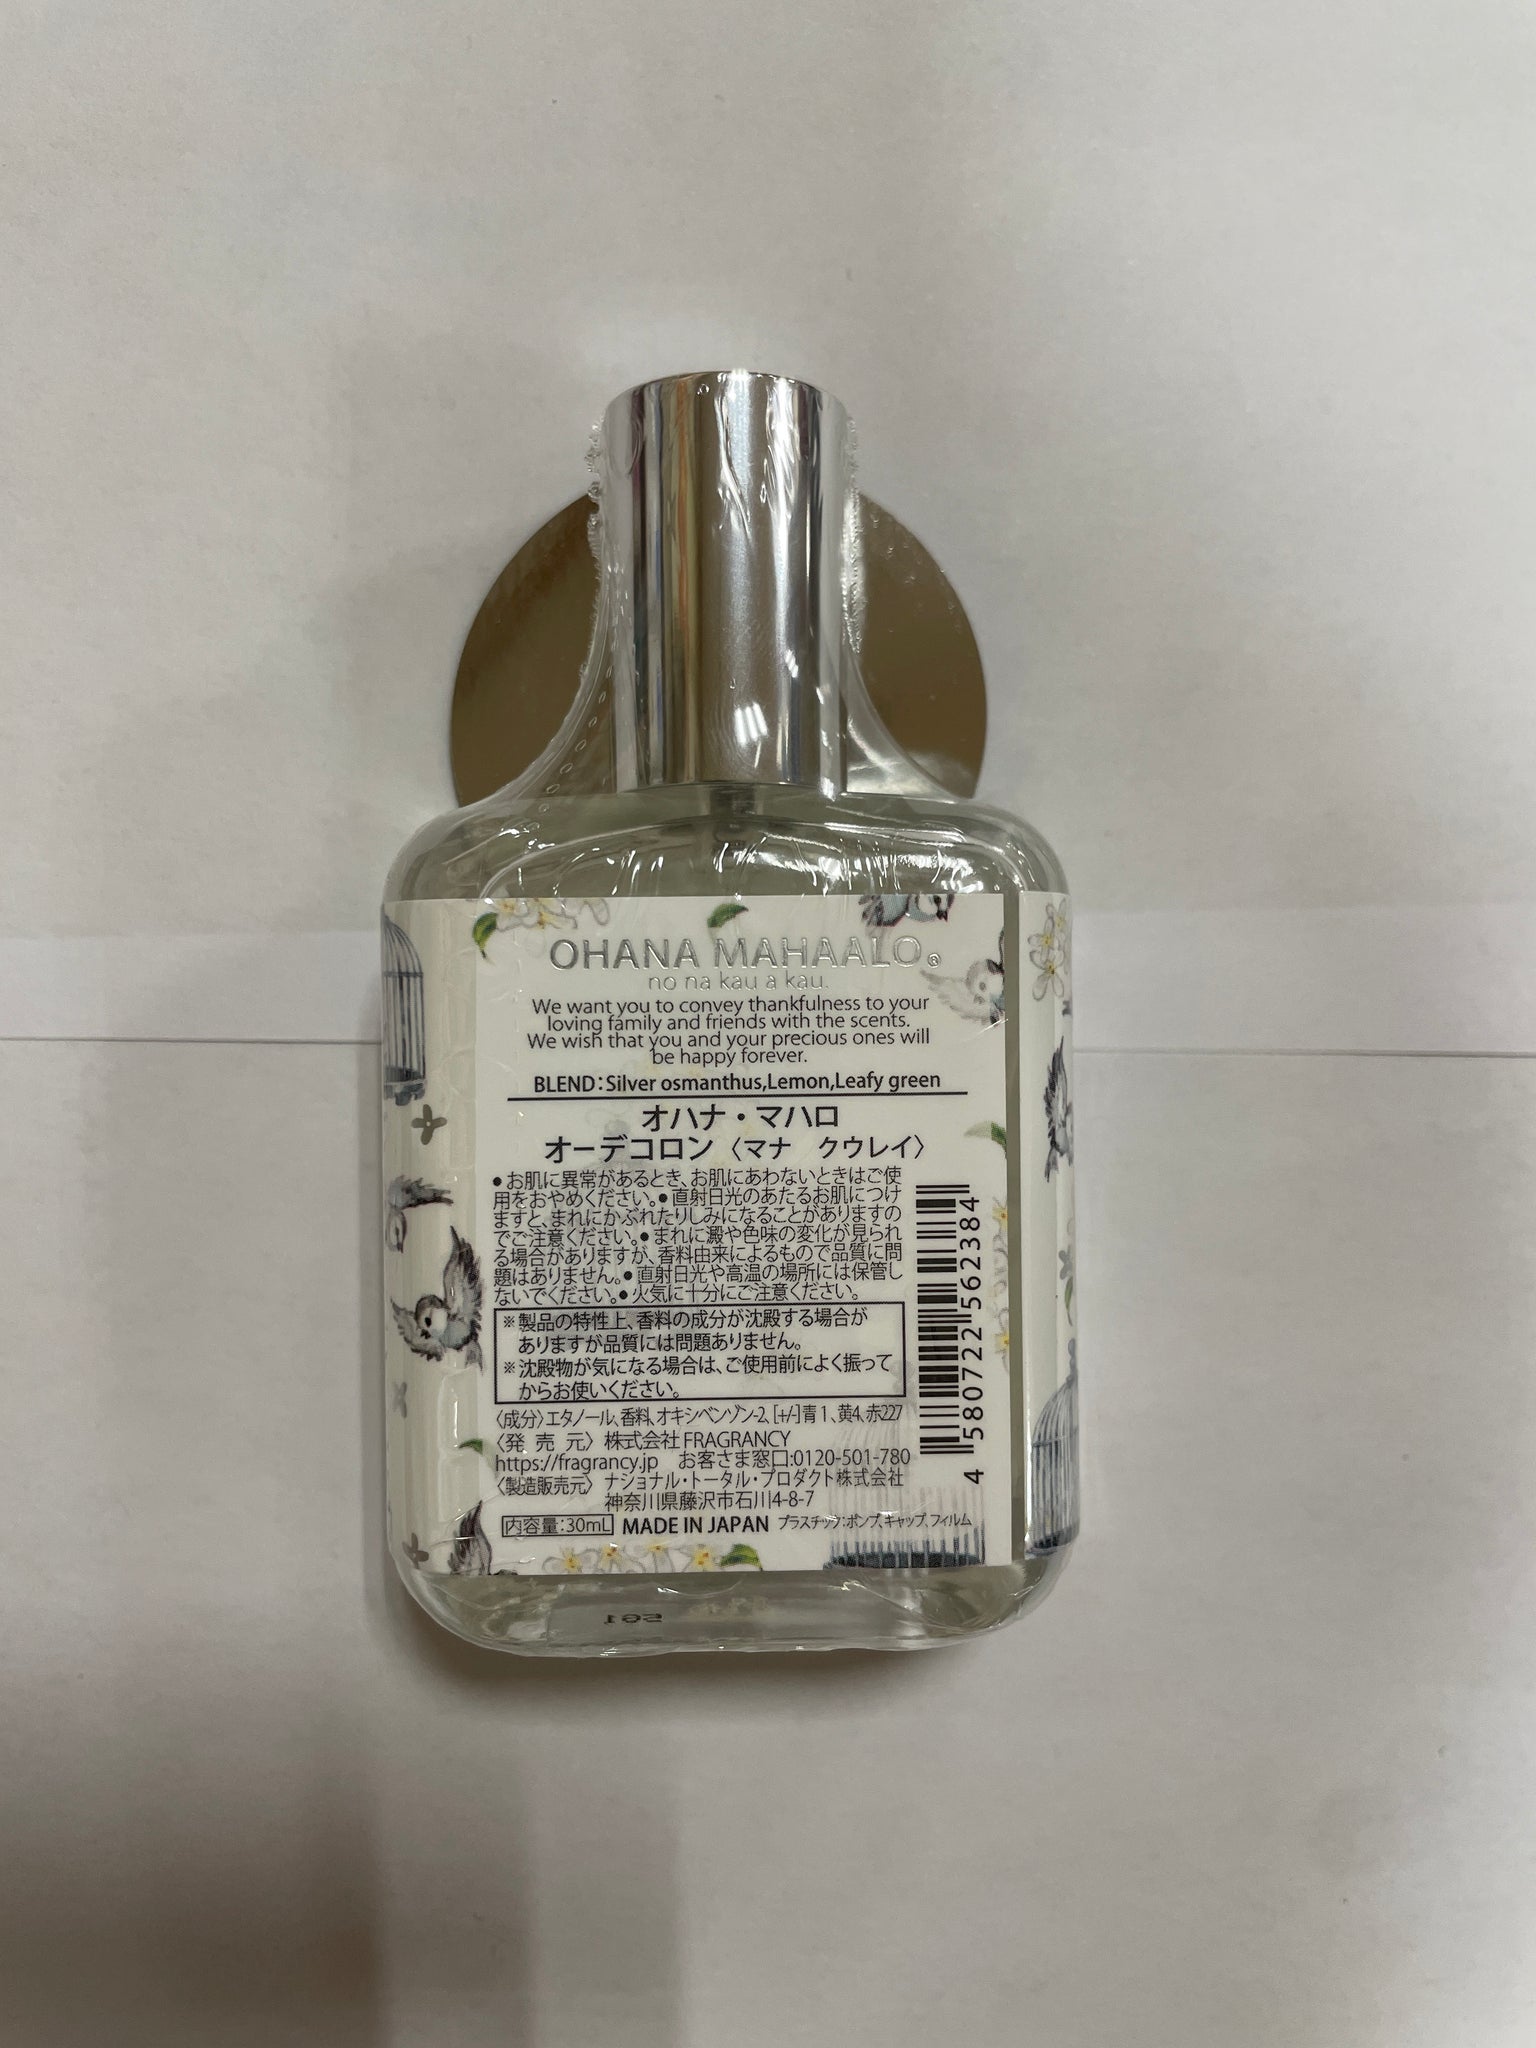 OHANA MAHAALO®
no na kau a kau.
We want you to convey thankfulness to your
loving family and friends with the scents.
We wish that you and your precious ones will
be happy forever.
BLEND:Silver osmanthus,Lemon,Leafy green
オハナ・マハロ
オーデコロン〈マナ クウレイ〉
●お肌に異常があるとき、お肌にあわないときはご使
用をおやめください。●直射日光のあたるお肌につけ
ますと、まれにかぶれたりしみになることがありますの
でご注意ください。●まれに澱や色味の変化が見られ
る場合がありますが、香料由来によるもので品質に問
題はありません。●直射日光や高温の場所には保管し
ないでください。●火気に十分にご注意ください。
※製品の特性上、香料の成分が沈殿する場合が
ありますが品質には問題ありません。
※沈殿物が気になる場合は、ご使用前によく振って
からお使いください。
〈成分〉エタノール、香料、オキシベンゾン-2、[+/-]青1、黄4、赤227
〈発売元〉株式会社FRAGRANCY
https://fragrancy.jp お客さま窓口:0120-501-780
〈製造販売元〉ナショナル・トータル・プロダクト株式会社
神奈川県藤沢市石川4-8-7
内容量:30mL MADE IN JAPAN プラスチック:ポンプ、キャップ、フィルム
4 580722 562384